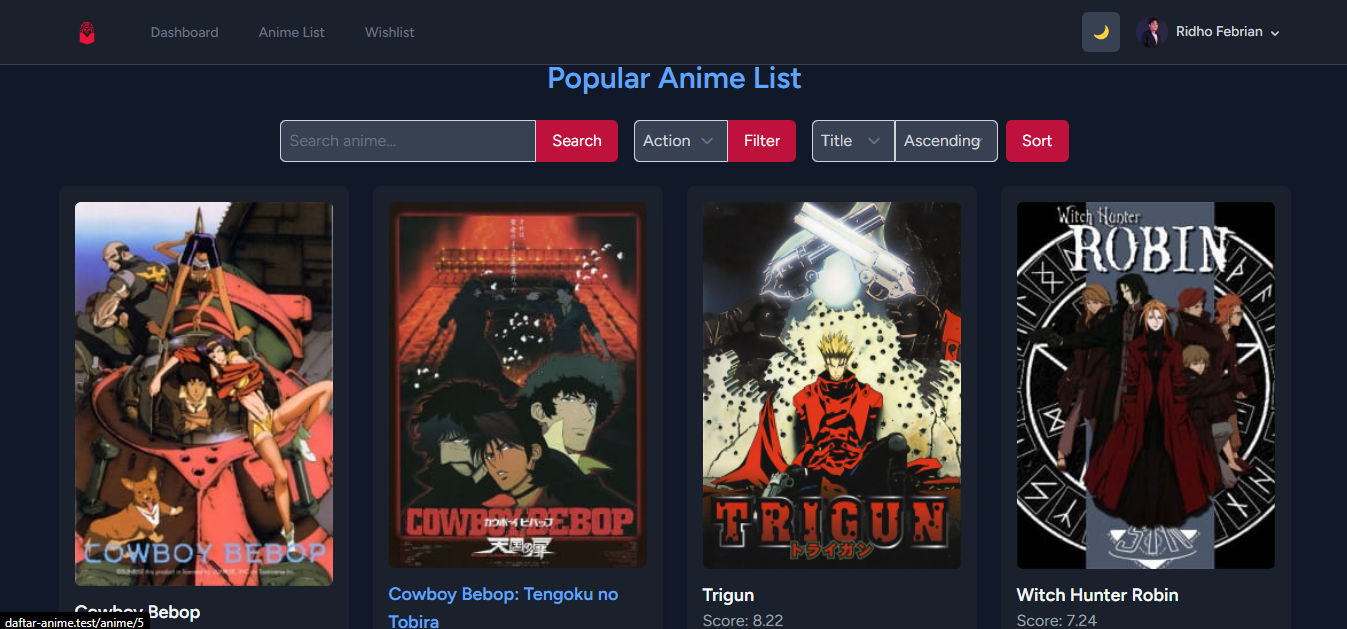 Dashboard
Anime List
Wishlist
Ridho Febrian
Popular Anime List
Search anime...
Search
Action
Filter
Title
Ascending
Sort
COWBOY BEBOP
COWBOY BEBOP
カウボーイビバップ
天国の扉
TRIGUN
トライガン
Witch Hunter
ROBIN
Cowboy Bebop
Cowboy Bebop: Tengoku no
Tobira
Trigun
Score: 8.22
Witch Hunter Robin
Score: 7.24
daftar-anime.test/anime/5